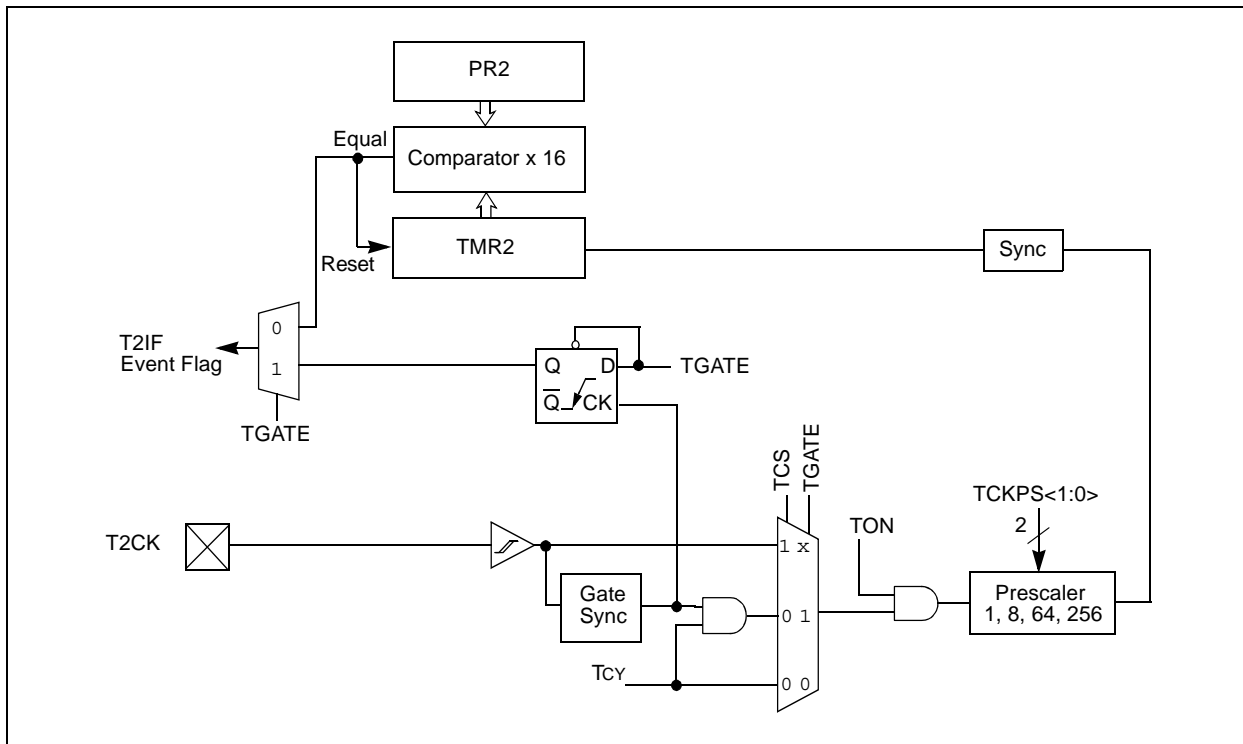 PR2
Equal
Comparator x 16
TMR2
Reset
Sync
0
1
T2IF
Event Flag
TGATE
Q
D
TGATE
Q̅
CK
TCS
TGATE
TCKPS<1:0>
2
TON
T2CK
1 x
Gate
Sync
0 1
Prescaler
1, 8, 64, 256
TCY
0 0